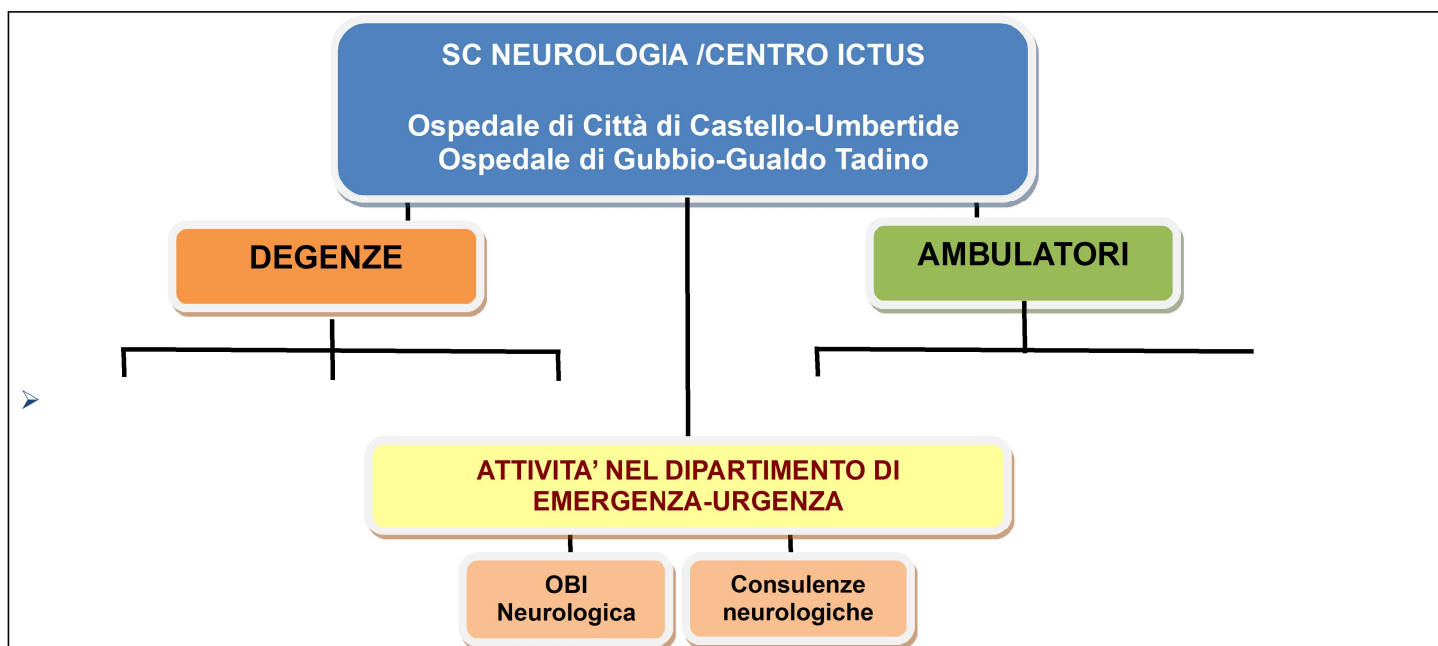 SC NEUROLOGIA /CENTRO ICTUS
Ospedale di Città di Castello-Umbertide
Ospedale di Gubbio-Gualdo Tadino
DEGENZE
AMBULATORI
ATTIVITA’ NEL DIPARTIMENTO DI
EMERGENZA-URGENZA
OBI
Neurologica
Consulenze
neurologiche